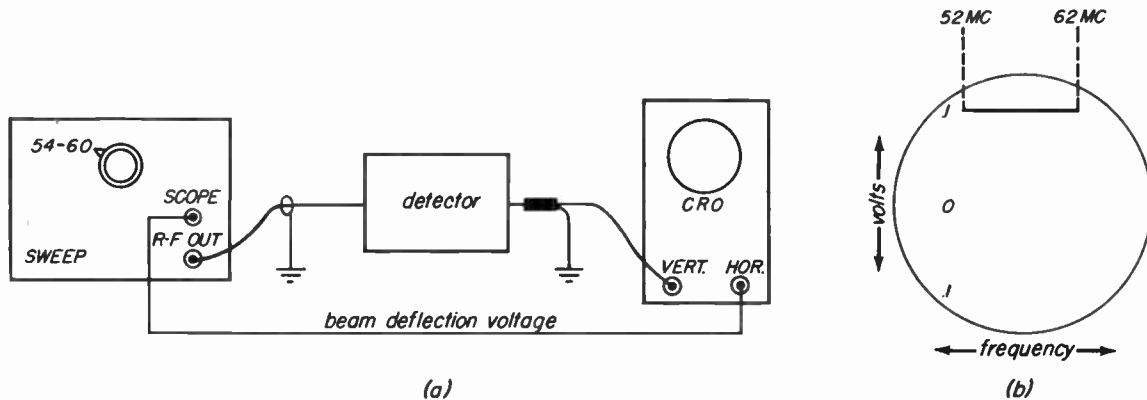 54-60
SCOPE
R-F OUT
SWEEP
detector
CRO
VERT. HOR.
beam deflection voltage
(a)
52 MC 62 MC
.1
volts
0
.1
frequency
(b)